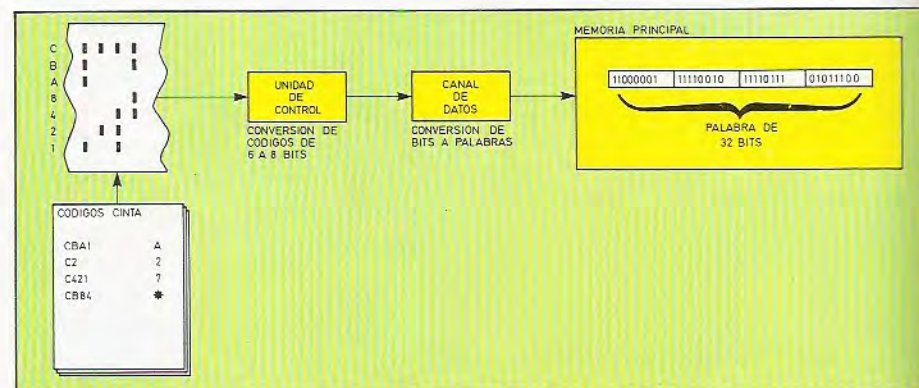 MEMORIA PRINCIPAL
C
B
A
8
4
2
1
UNIDAD
DE
CONTROL
CONVERSION DE
CODIGOS DE
6 A 8 BITS
CANAL
DE
DATOS
CONVERSION DE
BITS A PALABRAS
11000001 11110010 11110111 01011100
PALABRA DE
32 BITS
CODIGOS CINTA
CBA1 A
C2 2
C421 7
CB84 *